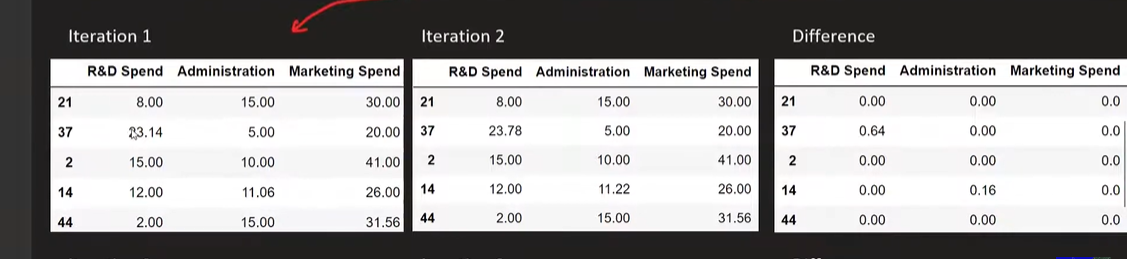 Iteration 1 Iteration 2 Difference
R&D Spend Administration Marketing Spend R&D Spend Administration Marketing Spend R&D Spend Administration Marketing Spend
21 8.00 15.00 30.00 21 8.00 15.00 30.00 21 0.00 0.00 0.0
37 23.14 5.00 20.00 37 23.78 5.00 20.00 37 0.64 0.00 0.0
2 15.00 10.00 41.00 2 15.00 10.00 41.00 2 0.00 0.00 0.0
14 12.00 11.06 26.00 14 12.00 11.22 26.00 14 0.00 0.16 0.0
44 2.00 15.00 31.56 44 2.00 15.00 31.56 44 0.00 0.00 0.0